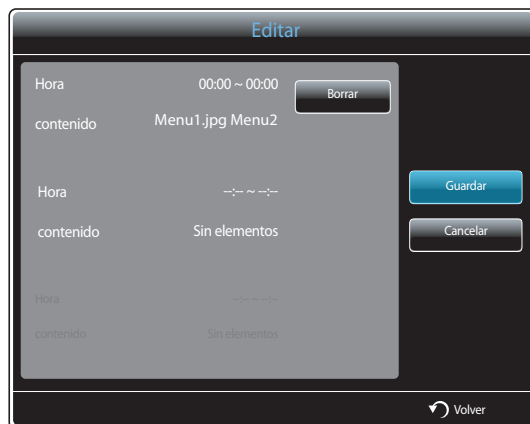 Editar
Hora 00:00 ~ 00:00
Borrar
contenido Menu1.jpg Menu2
Hora --:-- ~ --:--
Guardar
contenido Sin elementos
Cancelar
Hora --:-- ~ --:--
contenido Sin elementos
Volver